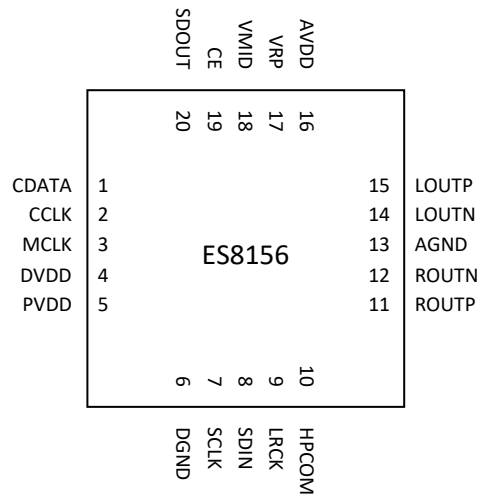 SDOUT CE VMID VRP AVDD
20 19 18 17 16
CDATA 1 15 LOUTP
CCLK 2 14 LOUTN
MCLK 3 ES8156 13 AGND
DVDD 4 12 ROUTN
PVDD 5 11 ROUTP
6 7 8 9 10
DGND SCLK SDIN LRCK HPCOM